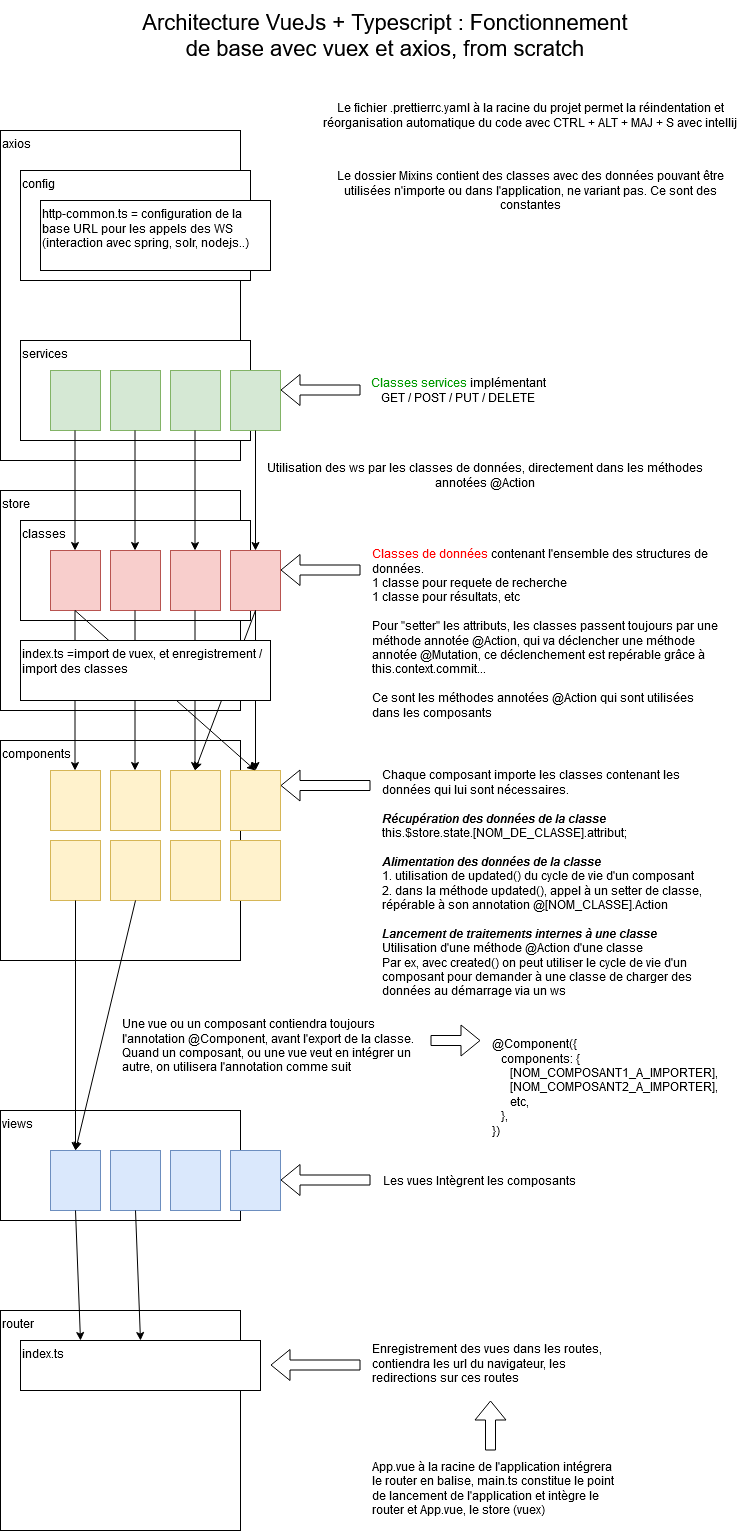 Architecture VueJs + Typescript : Fonctionnement
de base avec vuex et axios, from scratch
Le fichier .prettierrc.yaml à la racine du projet permet la réindentation et
réorganisation automatique du code avec CTRL + ALT + MAJ + S avec intellij
axios
config
Le dossier Mixins contient des classes avec des données pouvant être
utilisées n'importe ou dans l'application, ne variant pas. Ce sont des
constantes
http-common.ts = configuration de la
base URL pour les appels des WS
(interaction avec spring, solr, nodejs..)
services
Classes services implémentant
GET / POST / PUT / DELETE
Utilisation des ws par les classes de données, directement dans les méthodes
annotées @Action
store
classes
Classes de données contenant l'ensemble des structures de
données.
1 classe pour requete de recherche
1 classe pour résultats, etc
Pour "setter" les attributs, les classes passent toujours par une
méthode annotée @Action, qui va déclencher une méthode
annotée @Mutation, ce déclenchement est repérable grâce à
this.context.commit...
Ce sont les méthodes annotées @Action qui sont utilisées
dans les composants
index.ts =import de vuex, et enregistrement /
import des classes
components
Chaque composant importe les classes contenant les
données qui lui sont nécessaires.
Récupération des données de la classe
this.$store.state.[NOM_DE_CLASSE].attribut;
Alimentation des données de la classe
1. utilisation de updated() du cycle de vie d'un composant
2. dans la méthode updated(), appel à un setter de classe,
répérable à son annotation @[NOM_CLASSE].Action
Lancement de traitements internes à une classe
Utilisation d'une méthode @Action d'une classe
Par ex, avec created() on peut utiliser le cycle de vie d'un
composant pour demander à une classe de charger des
données au démarrage via un ws
Une vue ou un composant contiendra toujours
l'annotation @Component, avant l'export de la classe.
Quand un composant, ou une vue veut en intégrer un
autre, on utilisera l'annotation comme suit
@Component({
components: {
[NOM_COMPOSANT1_A_IMPORTER],
[NOM_COMPOSANT2_A_IMPORTER],
etc,
},
})
views
Les vues Intègrent les composants
router
index.ts
Enregistrement des vues dans les routes,
contiendra les url du navigateur, les
redirections sur ces routes
App.vue à la racine de l'application intégrera
le router en balise, main.ts constitue le point
de lancement de l'application et intègre le
router et App.vue, le store (vuex)